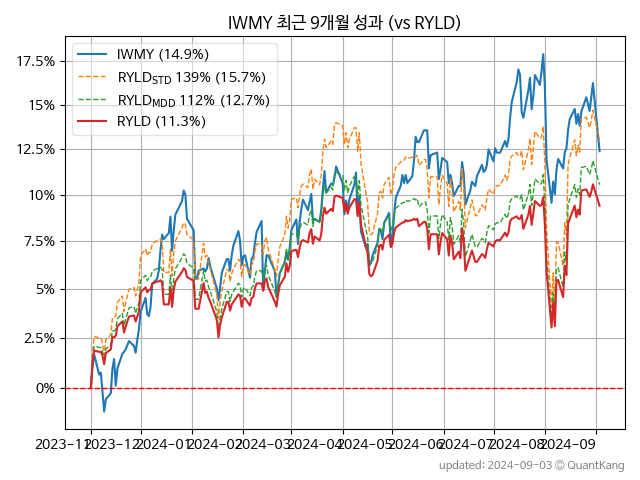 IWMY 최근 9개월 성과 (vs RYLD)
IWMY (14.9%)
RYLD_STD 139% (15.7%)
RYLD_MDD 112% (12.7%)
RYLD (11.3%)
17.5%
15%
12.5%
10%
7.5%
5%
2.5%
0%
2023-11 2023-12 2024-01 2024-02 2024-03 2024-04 2024-05 2024-06 2024-07 2024-08 2024-09
updated: 2024-09-03 © QuantKang